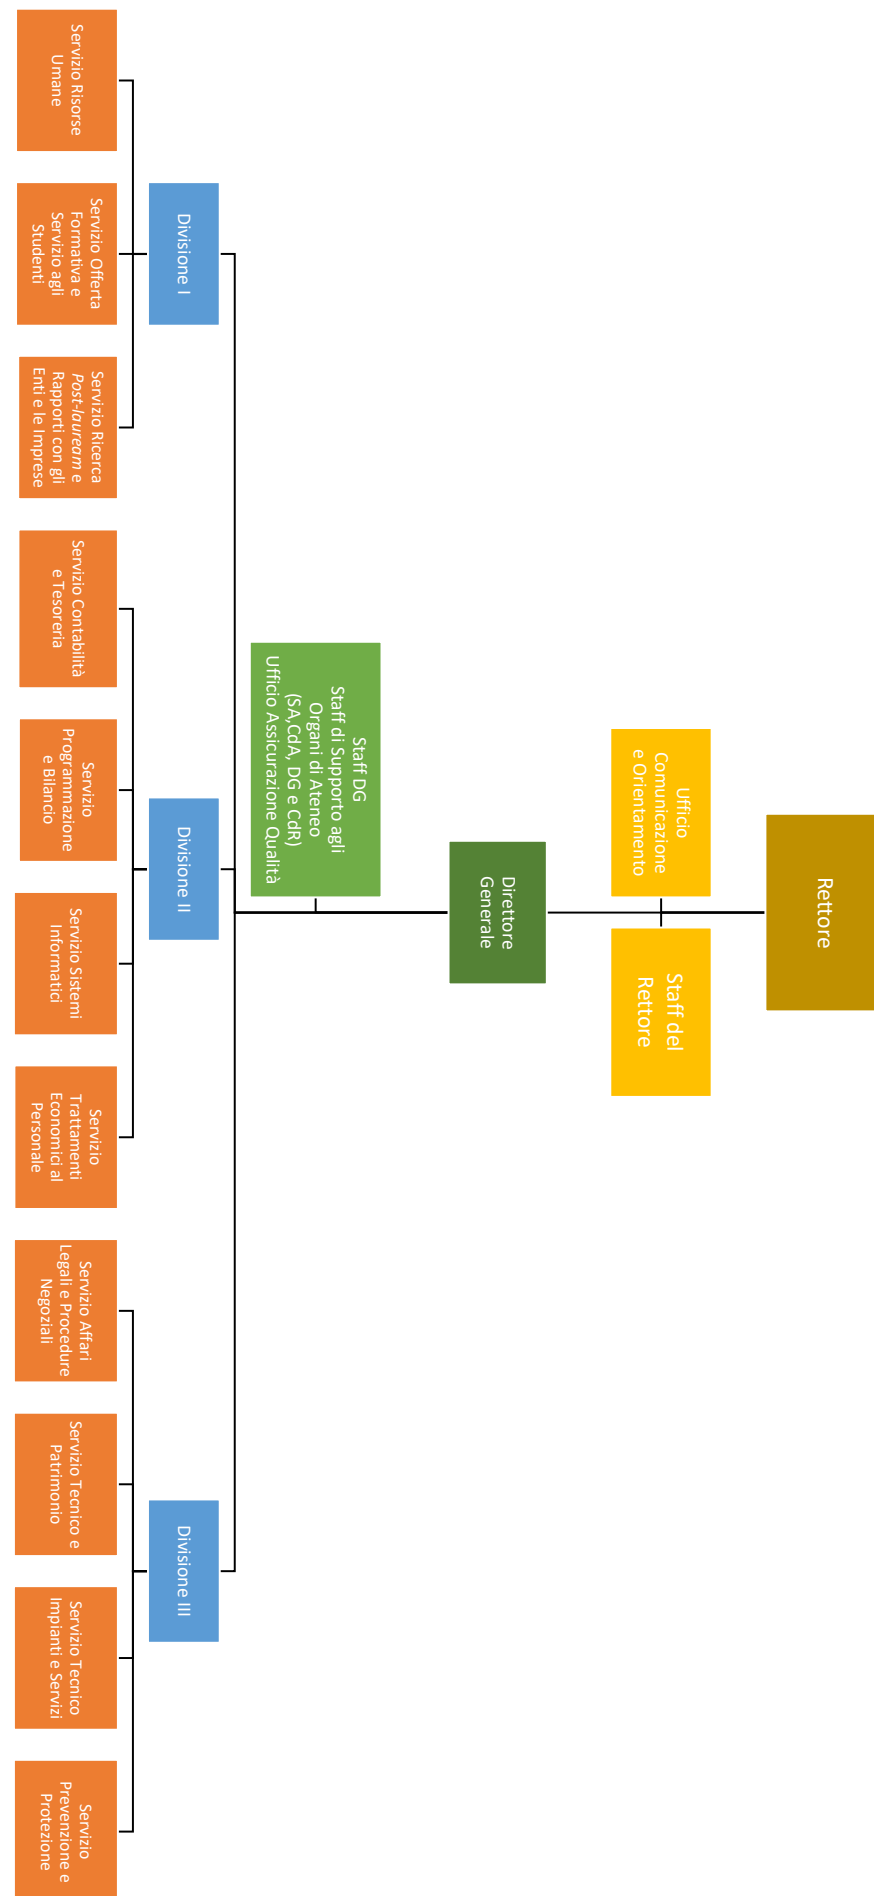 Rettore
Ufficio
Comunicazione
e Orientamento
Staff del
Rettore
Direttore
Generale
Staff DG
Staff di Supporto agli
Organi di Ateneo
(SA,CdA, DG e CdR)
Ufficio Assicurazione Qualità
Divisione I
Divisione II
Divisione III
Servizio Risorse
Umane
Servizio Offerta
Formativa e
Servizio agli
Studenti
Servizio Ricerca
Post-lauream e
Rapporti con gli
Enti e le Imprese
Servizio Contabilità
e Tesoreria
Servizio
Programmazione
e Bilancio
Servizio Sistemi
Informatici
Servizio
Trattamenti
Economici al
Personale
Servizio Affari
Legali e Procedure
Negoziali
Servizio Tecnico e
Patrimonio
Servizio Tecnico
Impianti e Servizi
Servizio
Prevenzione e
Protezione